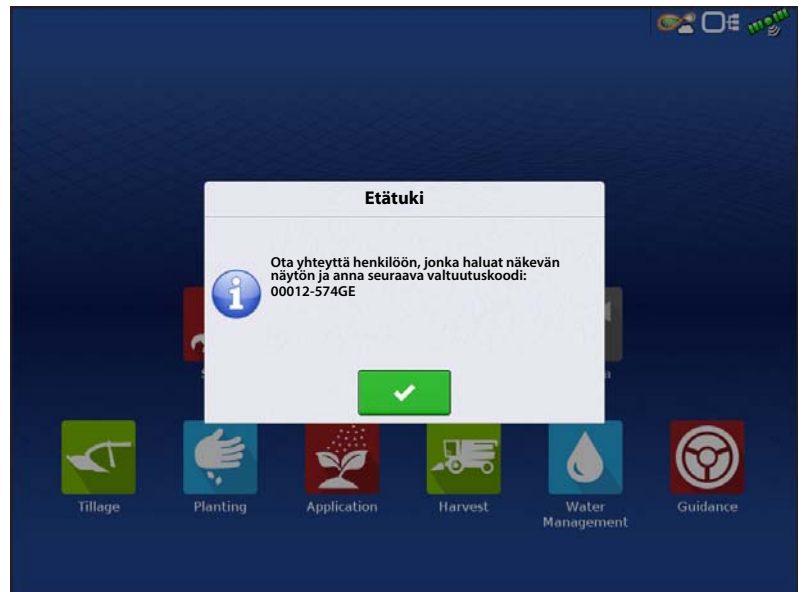 Etätuki
Ota yhteyttä henkilöön, jonka haluat näkevän
näytön ja anna seuraava valtuutuskoodi:
00012-574GE
Tillage
Planting
Application
Harvest
Water
Management
Guidance